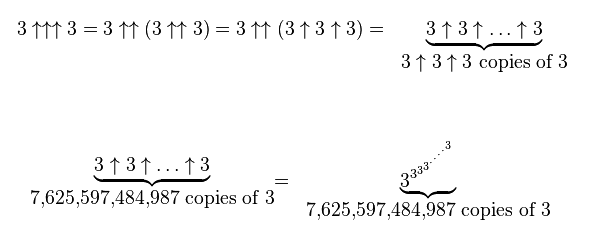 3 ↑↑↑ 3 = 3 ↑↑ (3 ↑↑ 3) = 3 ↑↑ (3 ↑ 3 ↑ 3) = 3 ↑ 3 ↑ … ↑ 3
3 ↑ 3 ↑ 3 copies of 3
3 ↑ 3 ↑ … ↑ 3 = 3^3^3^3^⋰^3
7,625,597,484,987 copies of 3 7,625,597,484,987 copies of 3